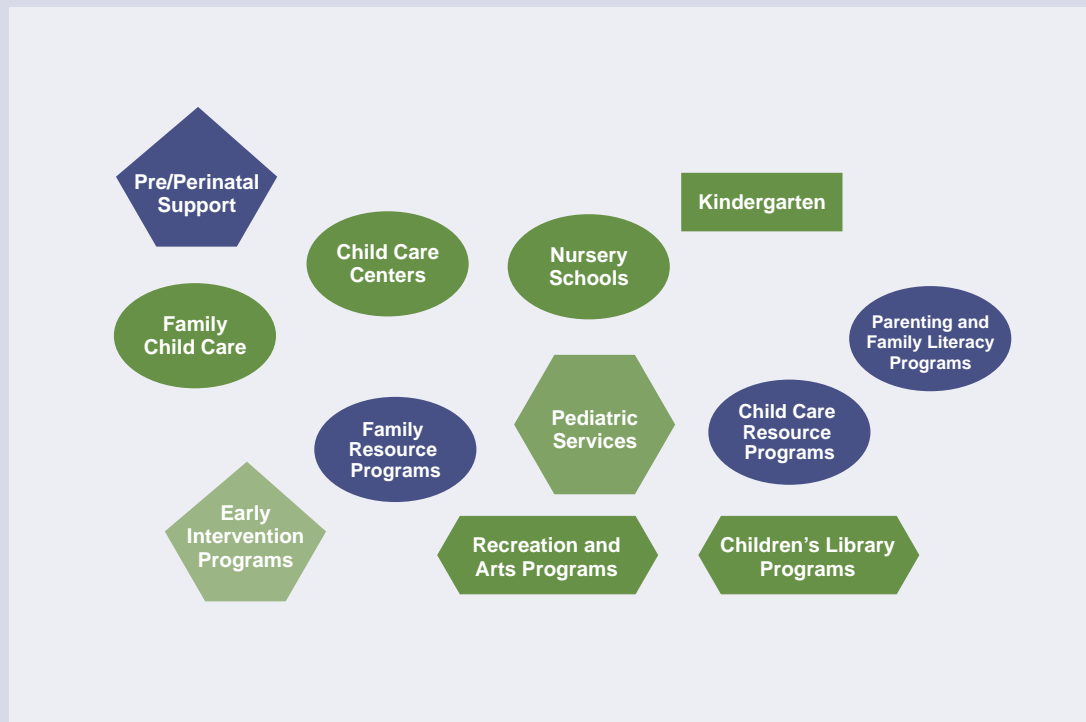 Pre/Perinatal
Support
Kindergarten
Child Care
Centers
Nursery
Schools
Family
Child Care
Parenting and
Family Literacy
Programs
Family
Resource
Programs
Pediatric
Services
Child Care
Resource
Programs
Early
Intervention
Programs
Recreation and
Arts Programs
Children’s Library
Programs